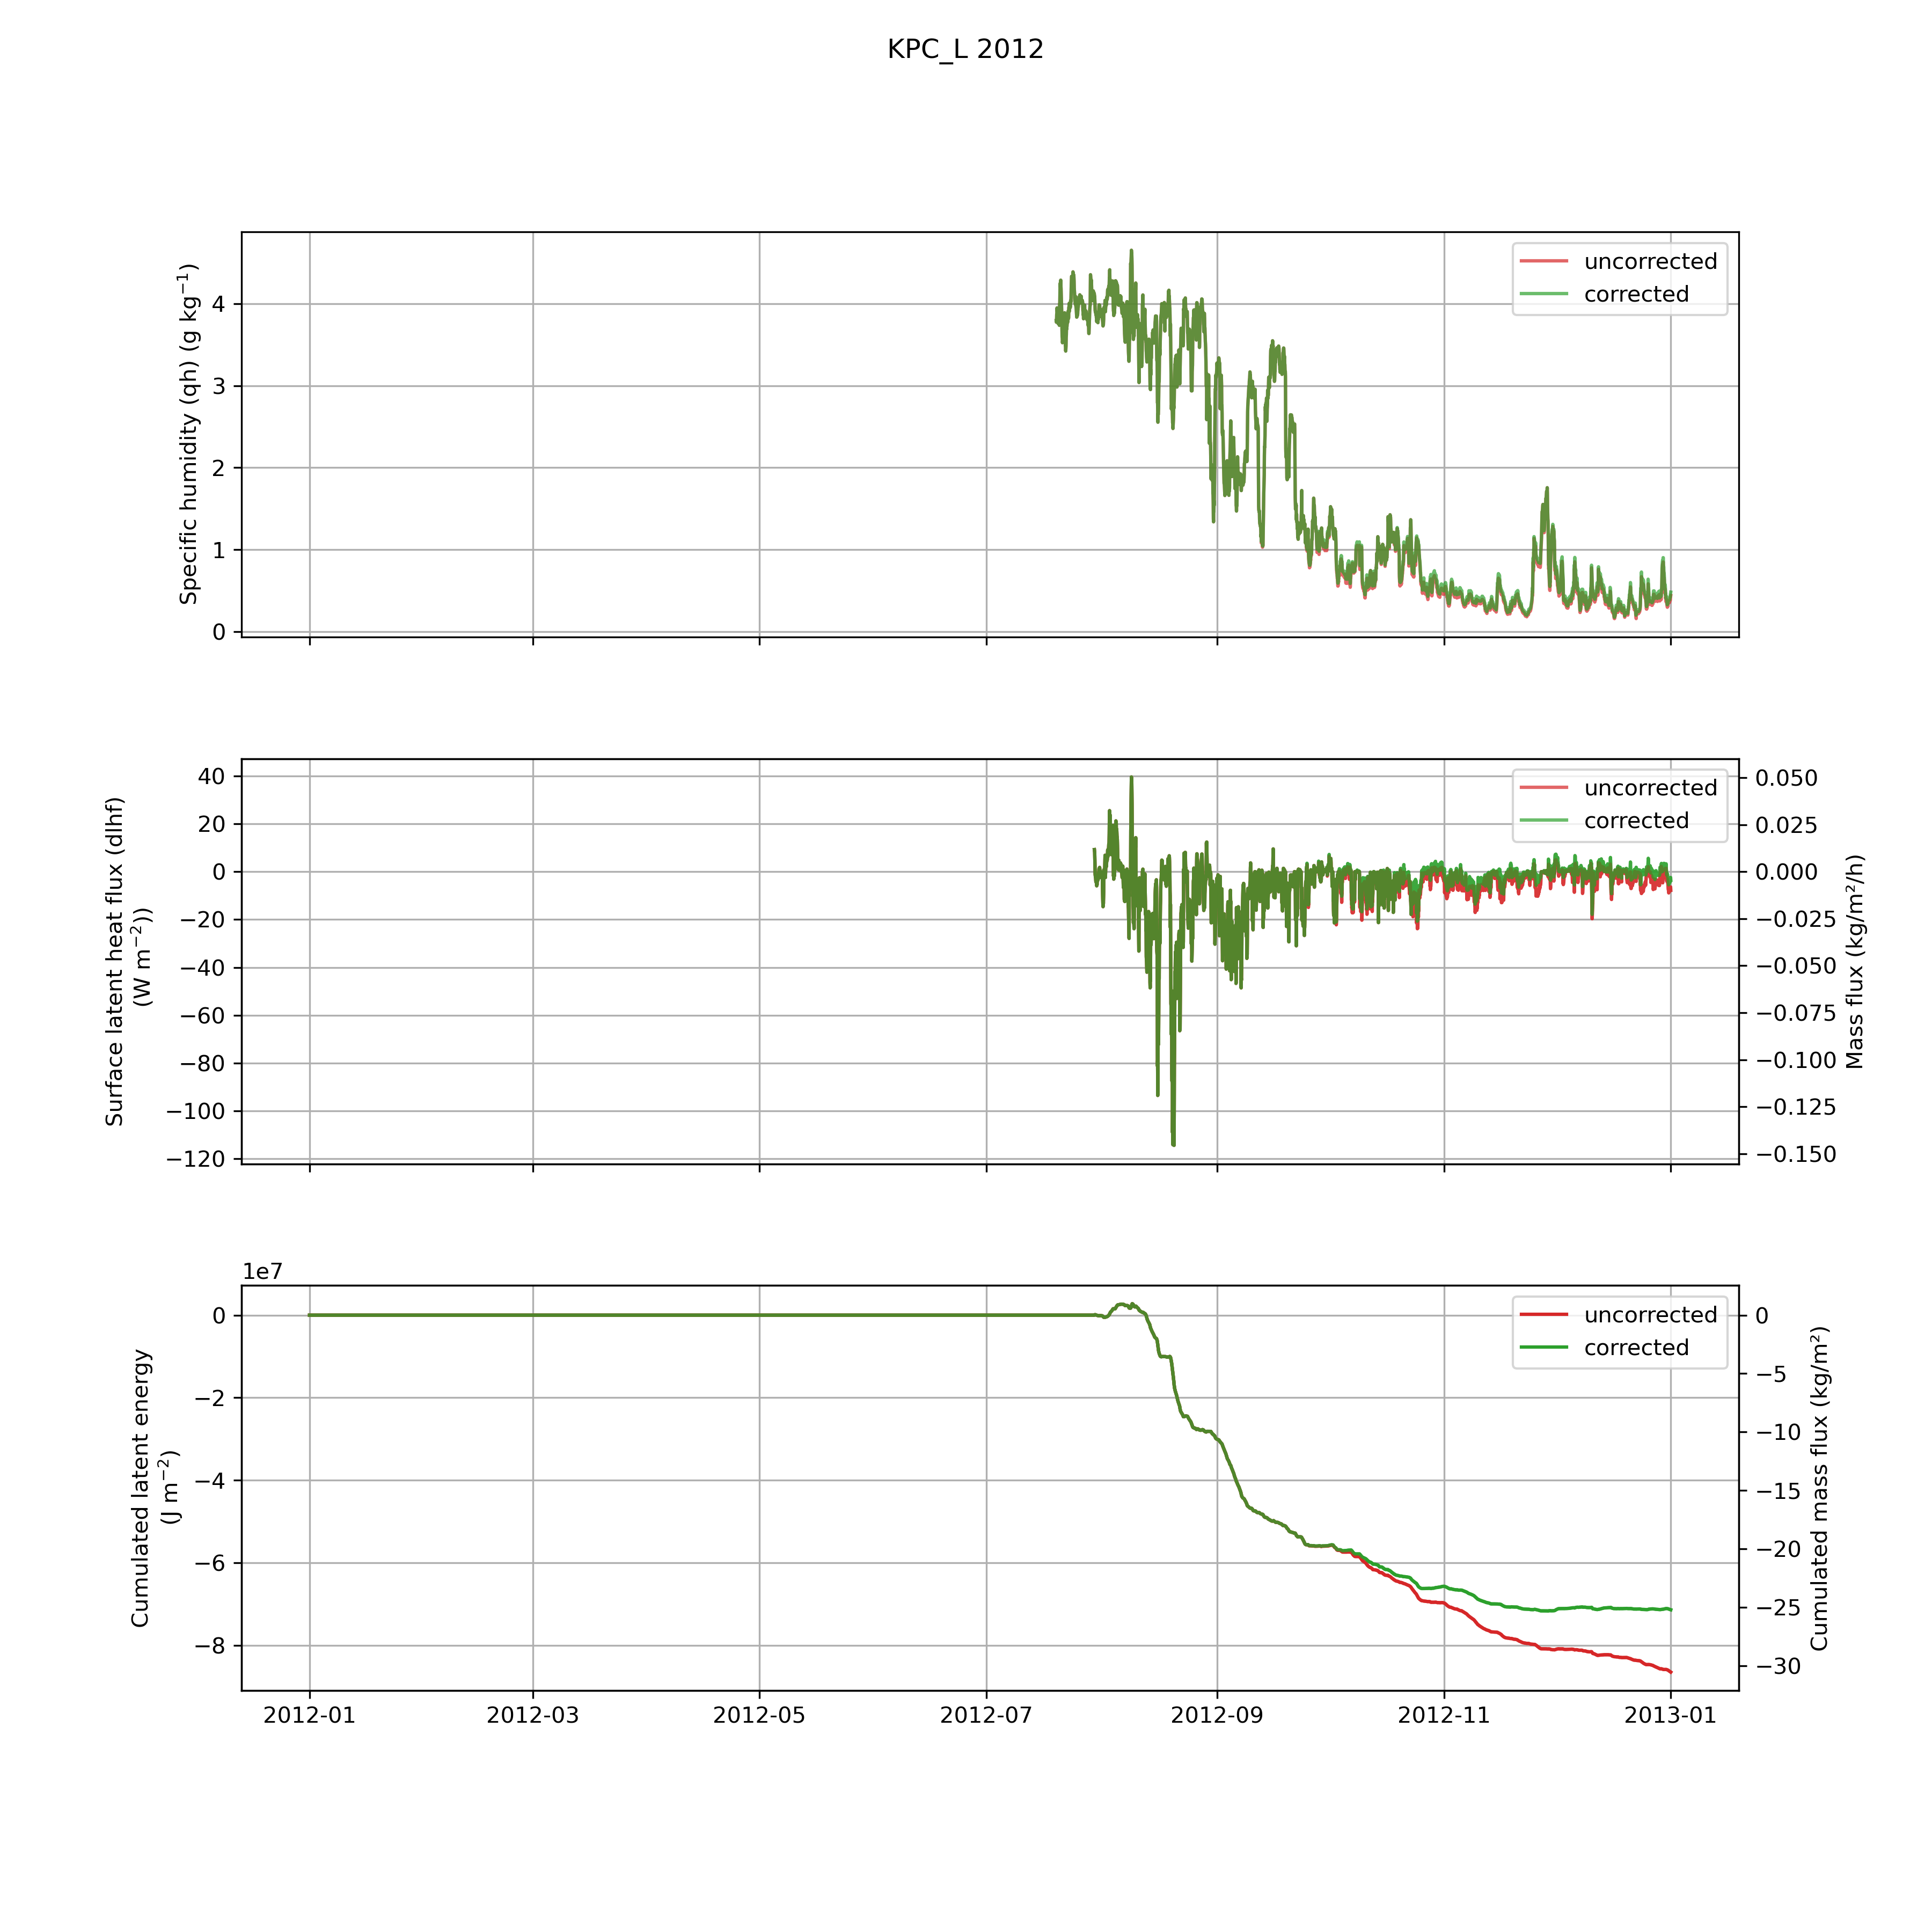 KPC_L 2012
Specific humidity (qh) (g kg⁻¹)
4
3
2
1
0
uncorrected
corrected
Surface latent heat flux (dlhf)
(W m⁻²))
40
20
0
−20
−40
−60
−80
−100
−120
uncorrected
corrected
0.050
0.025
0.000
−0.025
−0.050
−0.075
−0.100
−0.125
−0.150
Mass flux (kg/m²/h)
1e7
Cumulated latent energy
(J m⁻²)
0
−2
−4
−6
−8
uncorrected
corrected
0
−5
−10
−15
−20
−25
−30
Cumulated mass flux (kg/m²)
2012-01
2012-03
2012-05
2012-07
2012-09
2012-11
2013-01